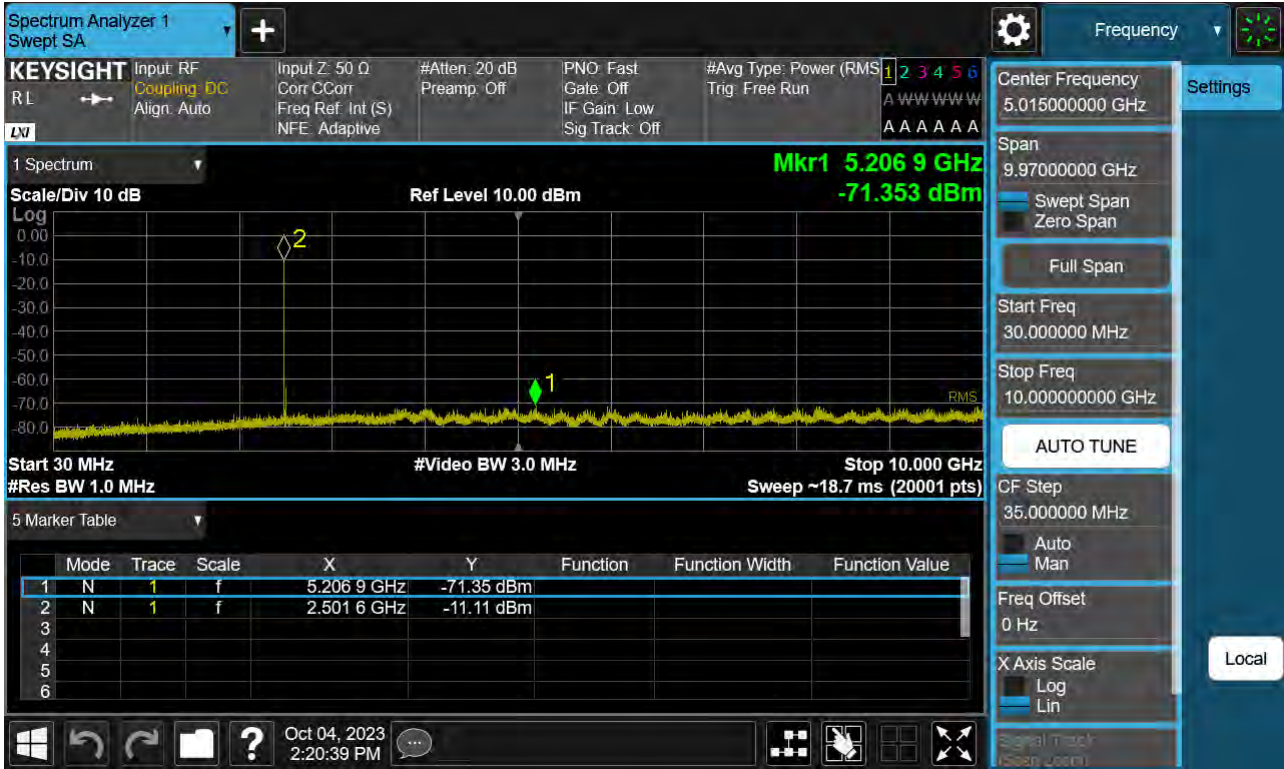 Spectrum Analyzer 1
Swept SA
Frequency
KEYSIGHT
RL
LXI
Input: RF
Coupling: DC
Align: Auto
Input Z: 50 Ω
Corr CCorr
Freq Ref: Int (S)
NFE: Adaptive
#Atten: 20 dB
Preamp: Off
PNO: Fast
Gate: Off
IF Gain: Low
Sig Track: Off
#Avg Type: Power (RMS
Trig: Free Run
1 2 3 4 5 6
A W W W W W
A A A A A A
1 Spectrum
Mkr1 5.206 9 GHz
-71.353 dBm
Scale/Div 10 dB
Ref Level 10.00 dBm
Log
0.00
-10.0
-20.0
-30.0
-40.0
-50.0
-60.0
-70.0
-80.0
2
1
RMS
Start 30 MHz
#Video BW 3.0 MHz
Stop 10.000 GHz
#Res BW 1.0 MHz
Sweep ~18.7 ms (20001 pts)
5 Marker Table
Mode Trace Scale X Y Function Function Width Function Value
1 N 1 f 5.206 9 GHz -71.35 dBm
2 N 1 f 2.501 6 GHz -11.11 dBm
3
4
5
6
?
Oct 04, 2023
2:20:39 PM
Center Frequency
5.015000000 GHz
Settings
Span
9.97000000 GHz
Swept Span
Zero Span
Full Span
Start Freq
30.000000 MHz
Stop Freq
10.000000000 GHz
AUTO TUNE
CF Step
35.000000 MHz
Auto
Man
Freq Offset
0 Hz
X Axis Scale
Log
Lin
Signal Track
(Span Zoom)
Local